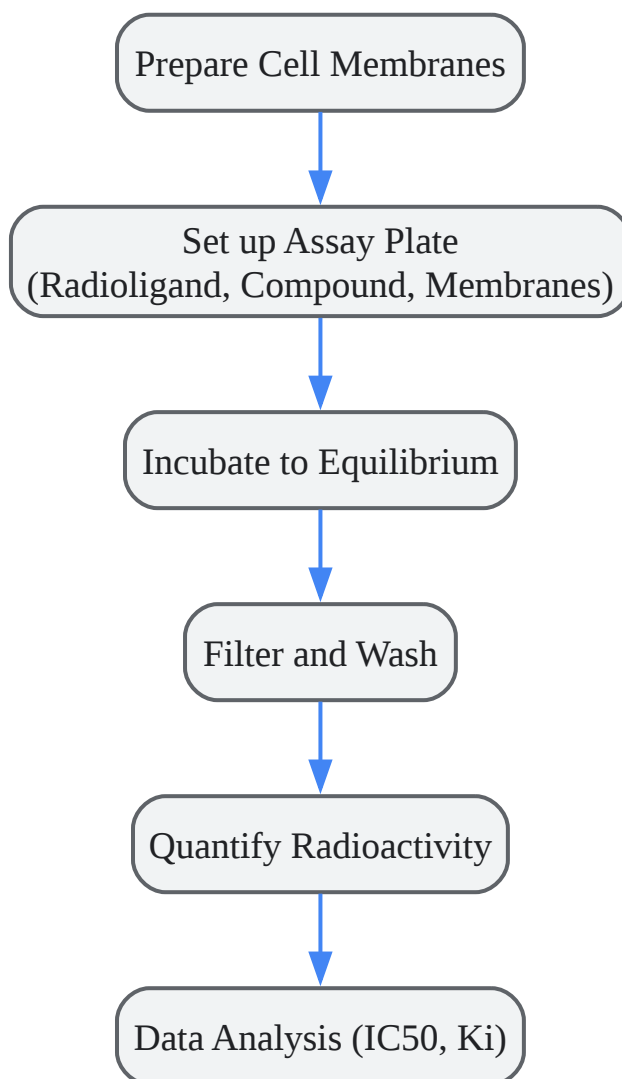 Prepare Cell Membranes
Set up Assay Plate
(Radioligand, Compound, Membranes)
Incubate to Equilibrium
Filter and Wash
Quantify Radioactivity
Data Analysis (IC50, Ki)